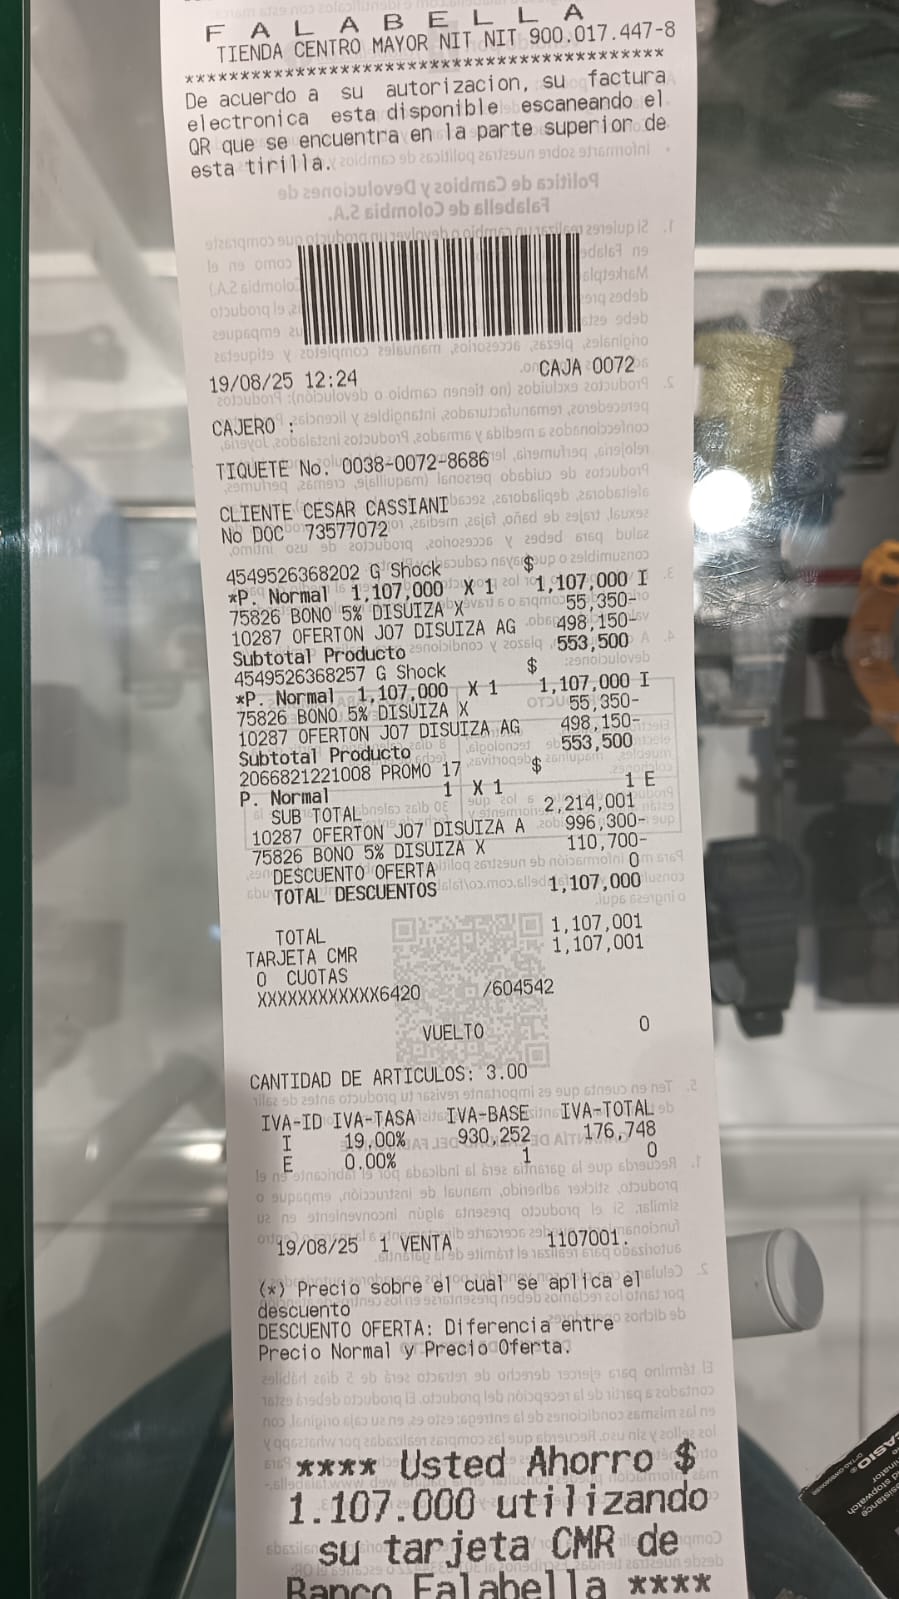 F A L A B E L L A
TIENDA CENTRO MAYOR NIT NIT 900.017.447-8
******************************************
De acuerdo a su autorizacion, su factura
electronica esta disponible escaneando el
QR que se encuentra en la parte superior de
esta tirilla.
19/08/25 12:24 CAJA 0072
CAJERO :
TIQUETE No. 0038-0072-8686
CLIENTE CESAR CASSIANI
No DOC 73577072
4549526368202 G Shock $
*P. Normal 1,107,000 X 1 1,107,000 I
75826 BONO 5% DISUIZA X 55,350-
10287 OFERTON J07 DISUIZA AG 498,150-
Subtotal Producto 553,500
4549526368257 G Shock $
*P. Normal 1,107,000 X 1 1,107,000 I
75826 BONO 5% DISUIZA X 55,350-
10287 OFERTON J07 DISUIZA AG 498,150-
Subtotal Producto 553,500
2066821221008 PROMO 17 $
P. Normal 1 X 1 1 E
SUB TOTAL 2,214,001
10287 OFERTON J07 DISUIZA A 996,300-
75826 BONO 5% DISUIZA X 110,700-
DESCUENTO OFERTA 0
TOTAL DESCUENTOS 1,107,000
TOTAL 1,107,001
TARJETA CMR 1,107,001
0 CUOTAS
XXXXXXXXXXXX6420 /604542
VUELTO 0
CANTIDAD DE ARTICULOS: 3.00
IVA-ID IVA-TASA IVA-BASE IVA-TOTAL
I 19.00% 930,252 176,748
E 0.00% 1 0
19/08/25 1 VENTA 1107001.
(*) Precio sobre el cual se aplica el
descuento
DESCUENTO OFERTA: Diferencia entre
Precio Normal y Precio Oferta.
**** Usted Ahorro $
1.107.000 utilizando
su tarjeta CMR de
Banco Falabella ****
CASIO